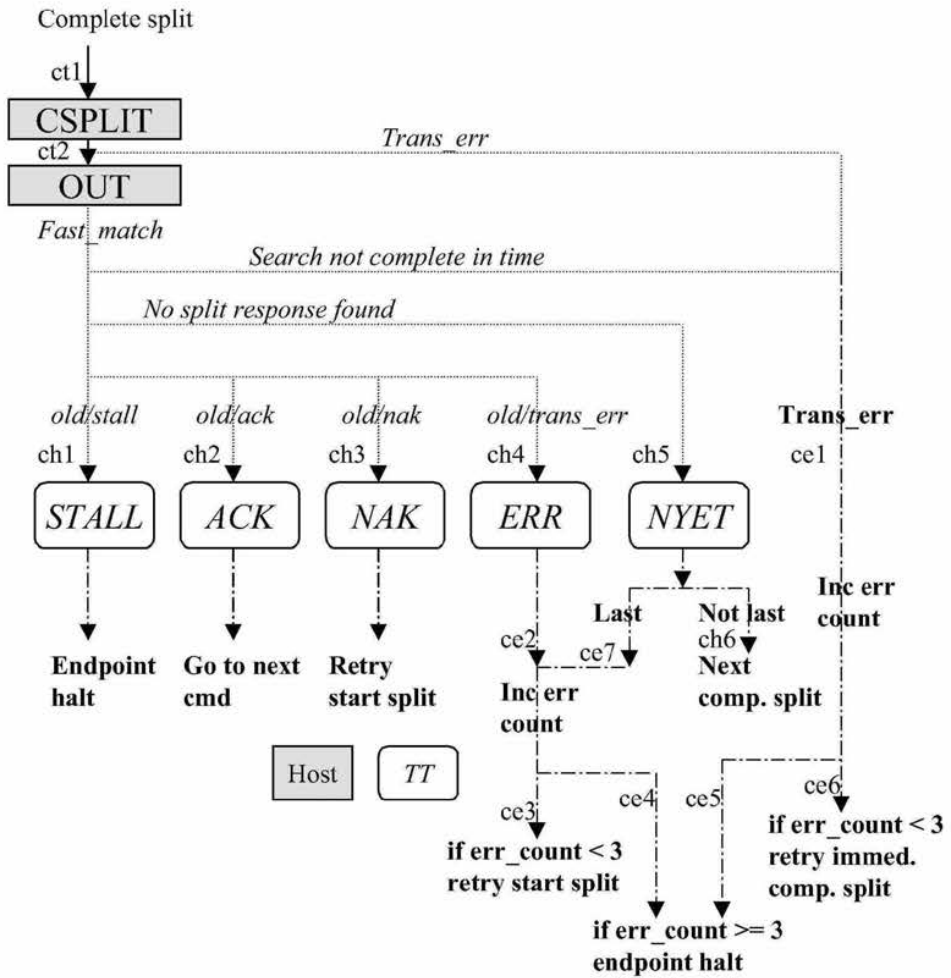 Complete split
ct1
CSPLIT
ct2
Trans_err
OUT
Fast_match
Search not complete in time
No split response found
old/stall
old/ack
old/nak
old/trans_err
Trans_err
ch1
ch2
ch3
ch4
ch5
ce1
STALL
ACK
NAK
ERR
NYET
Inc err
count
Last
Not last
ce2
ce7
ch6
Endpoint
halt
Go to next
cmd
Retry
start split
Inc err
count
Next
comp. split
Host
TT
ce3
ce4
ce5
ce6
if err_count < 3
retry start split
if err_count < 3
retry immed.
comp. split
if err_count >= 3
endpoint halt